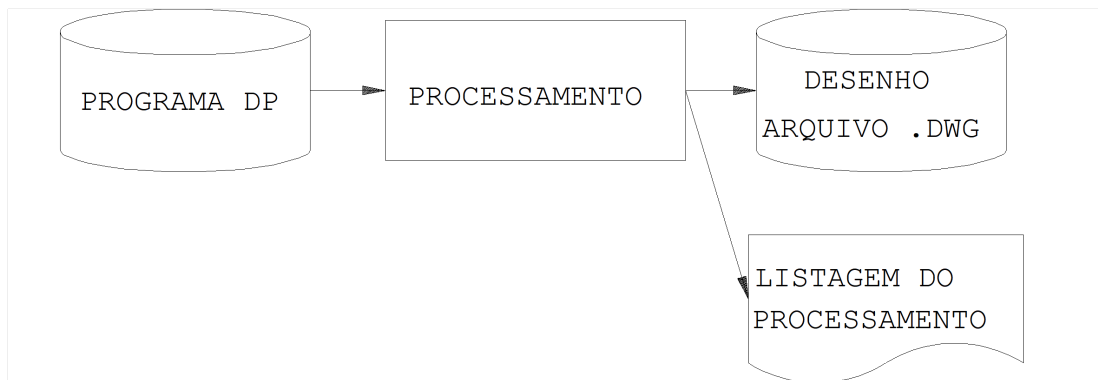 PROGRAMA DP
PROCESSAMENTO
DESENHO
ARQUIVO .DWG
LISTAGEM DO
PROCESSAMENTO